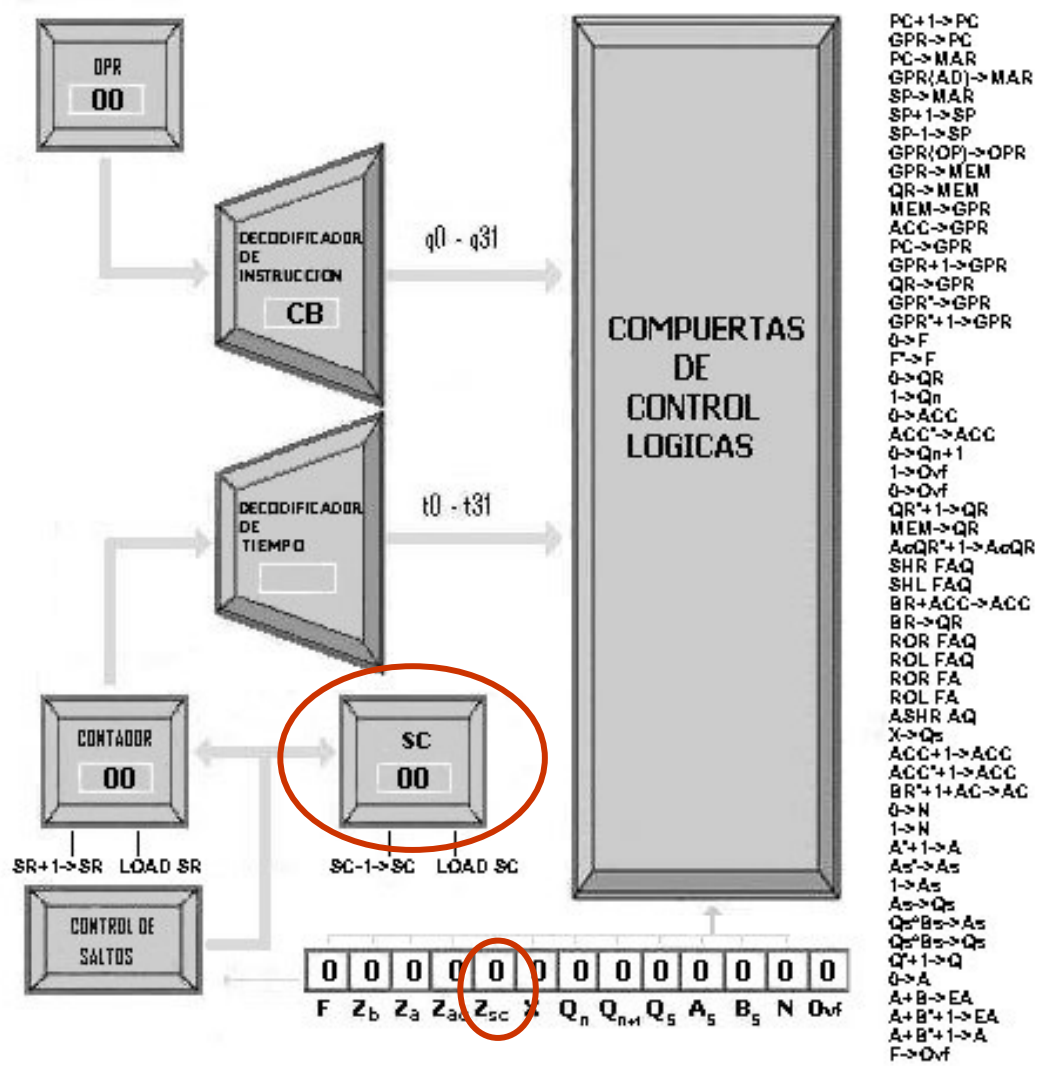 OPR
00
DECODIFICADOR
DE
INSTRUCCION
CB
q0 - q31
DECODIFICADOR
DE
TIEMPO
t0 - t31
COMPUERTAS
DE
CONTROL
LOGICAS
CONTADOR
00
SC
00
SR+1->SR LOAD SR
SC-1->SC LOAD SC
CONTROL DE
SALTOS
0 0 0 0 0 0 0 0 0 0 0 0 0
F Zb Za Zac Zsc X Qn Qn+1 Qs As Bs N Ovf
PC+1->PC
GPR->PC
PC->MAR
GPR(AD)->MAR
SP->MAR
SP+1->SP
SP-1->SP
GPR(OP)->OPR
GPR->MEM
QR->MEM
MEM->GPR
ACC->GPR
PC->GPR
GPR+1->GPR
QR->GPR
GPR'->GPR
GPR'+1->GPR
0->F
F'->F
0->QR
1->Qn
0->ACC
ACC'->ACC
0->Qn+1
1->Ovf
0->Ovf
QR'+1->QR
MEM->QR
AcQR'+1->AcQR
SHR FAQ
SHL FAQ
BR+ACC->ACC
BR->QR
ROR FAQ
ROL FAQ
ROR FA
ROL FA
ASHR AQ
X->Qs
ACC+1->ACC
ACC'+1->ACC
BR'+1+AC->AC
0->N
1->N
A'+1->A
As'->As
1->As
As->Qs
Qs^Bs->As
Qs^Bs->Qs
Q'+1->Q
0->A
A+B->EA
A+B'+1->EA
A+B'+1->A
F->Ovf